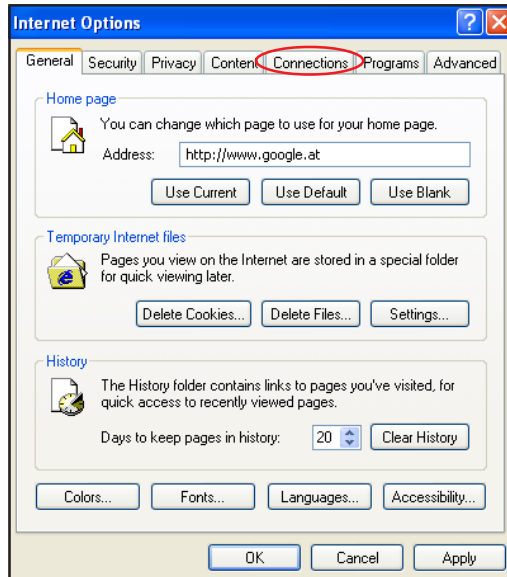 Internet Options
General Security Privacy Content Connections Programs Advanced
Home page
You can change which page to use for your home page.
Address: http://www.google.at
Use Current Use Default Use Blank
Temporary Internet files
Pages you view on the Internet are stored in a special folder
for quick viewing later.
Delete Cookies... Delete Files... Settings...
History
The History folder contains links to pages you've visited, for
quick access to recently viewed pages.
Days to keep pages in history: 20 Clear History
Colors... Fonts... Languages... Accessibility...
OK Cancel Apply